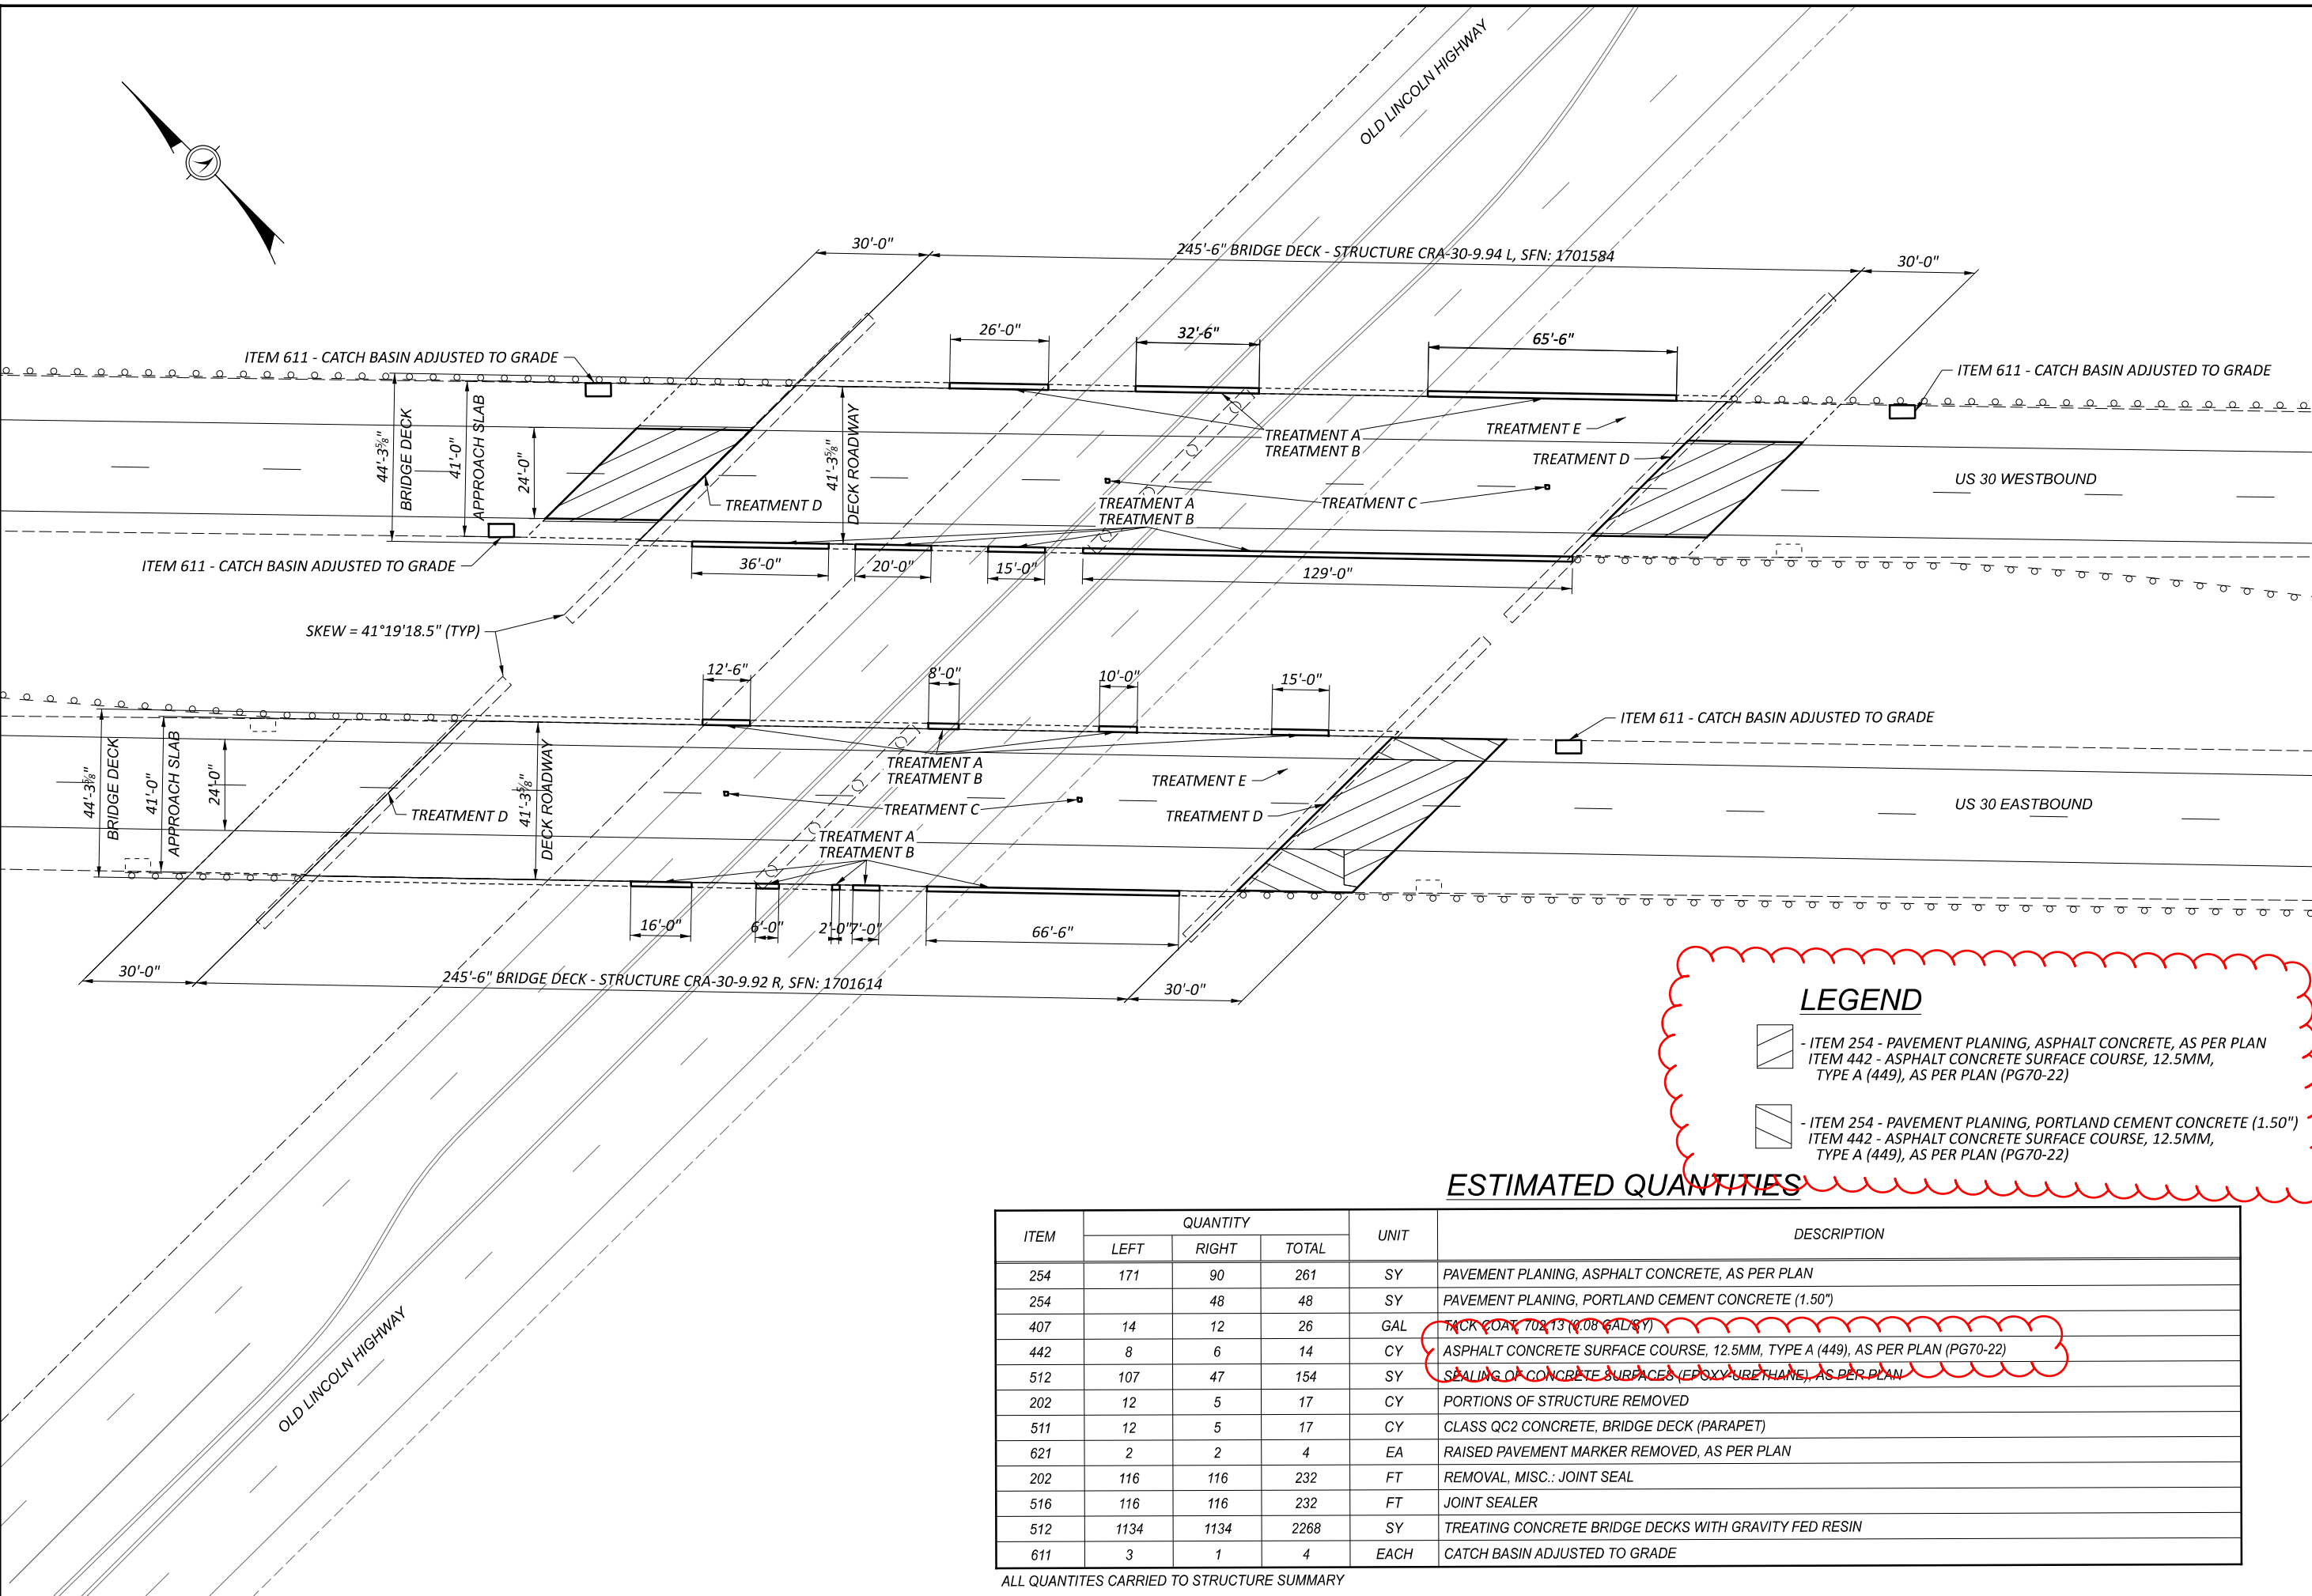 OLD LINCOLN HIGHWAY
30'-0"
245'-6" BRIDGE DECK - STRUCTURE CRA-30-9.94 L, SFN: 1701584
30'-0"
26'-0"
32'-6"
65'-6"
ITEM 611 - CATCH BASIN ADJUSTED TO GRADE
ITEM 611 - CATCH BASIN ADJUSTED TO GRADE
44'-3⅝"
BRIDGE DECK
41'-0"
APPROACH SLAB
24'-0"
41'-3⅝"
DECK ROADWAY
TREATMENT A
TREATMENT B
TREATMENT E
TREATMENT D
TREATMENT D
TREATMENT A
TREATMENT B
TREATMENT C
US 30 WESTBOUND
ITEM 611 - CATCH BASIN ADJUSTED TO GRADE
36'-0"
20'-0"
15'-0"
129'-0"
SKEW = 41°19'18.5" (TYP)
12'-6"
8'-0"
10'-0"
15'-0"
ITEM 611 - CATCH BASIN ADJUSTED TO GRADE
44'-3⅝"
BRIDGE DECK
41'-0"
APPROACH SLAB
24'-0"
41'-3⅝"
DECK ROADWAY
TREATMENT A
TREATMENT B
TREATMENT E
TREATMENT C
TREATMENT D
TREATMENT D
TREATMENT A
TREATMENT B
US 30 EASTBOUND
16'-0"
6'-0"
2'-0"
7'-0"
66'-6"
30'-0"
245'-6" BRIDGE DECK - STRUCTURE CRA-30-9.92 R, SFN: 1701614
30'-0"
LEGEND
- ITEM 254 - PAVEMENT PLANING, ASPHALT CONCRETE, AS PER PLAN
ITEM 442 - ASPHALT CONCRETE SURFACE COURSE, 12.5MM,
TYPE A (449), AS PER PLAN (PG70-22)
- ITEM 254 - PAVEMENT PLANING, PORTLAND CEMENT CONCRETE (1.50")
ITEM 442 - ASPHALT CONCRETE SURFACE COURSE, 12.5MM,
TYPE A (449), AS PER PLAN (PG70-22)
OLD LINCOLN HIGHWAY
ESTIMATED QUANTITIES
ITEM QUANTITY UNIT DESCRIPTION
LEFT RIGHT TOTAL
254 171 90 261 SY PAVEMENT PLANING, ASPHALT CONCRETE, AS PER PLAN
254 48 48 SY PAVEMENT PLANING, PORTLAND CEMENT CONCRETE (1.50")
407 14 12 26 GAL TACK COAT, 702.13 (0.08 GAL/SY)
442 8 6 14 CY ASPHALT CONCRETE SURFACE COURSE, 12.5MM, TYPE A (449), AS PER PLAN (PG70-22)
512 107 47 154 SY SEALING OF CONCRETE SURFACES (EPOXY-URETHANE), AS PER PLAN
202 12 5 17 CY PORTIONS OF STRUCTURE REMOVED
511 12 5 17 CY CLASS QC2 CONCRETE, BRIDGE DECK (PARAPET)
621 2 2 4 EA RAISED PAVEMENT MARKER REMOVED, AS PER PLAN
202 116 116 232 FT REMOVAL, MISC.: JOINT SEAL
516 116 116 232 FT JOINT SEALER
512 1134 1134 2268 SY TREATING CONCRETE BRIDGE DECKS WITH GRAVITY FED RESIN
611 3 1 4 EACH CATCH BASIN ADJUSTED TO GRADE
ALL QUANTITES CARRIED TO STRUCTURE SUMMARY